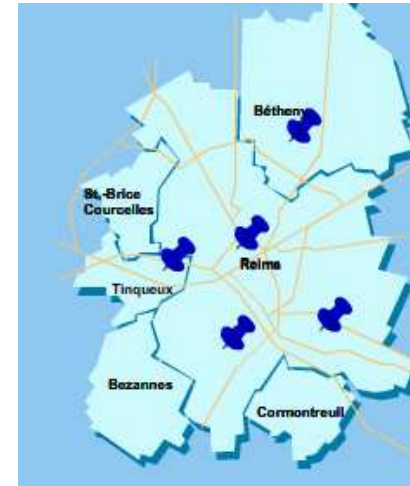 Bétheny
St.-Brice
Courcelles
Reims
Tinqueux
Bezannes
Cormontreuil